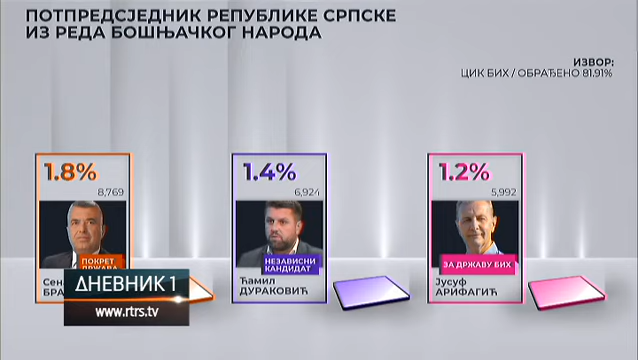 ПОТПРЕДСЈЕДНИК РЕПУБЛИКЕ СРПСКЕ
ИЗ РЕДА БОШЊАЧКОГ НАРОДА
ИЗВОР:
ЦИК БИХ / ОБРАЂЕНО 81.91%
1.8%
8,769
ПОКРЕТ
ДРЖАВА
1.4%
6,924
НЕЗАВИСНИ
КАНДИДАТ
Ћамил
ДУРАКОВИЋ
1.2%
5,992
ЗА ДРЖАВУ БИХ
Јусуф
АРИФАГИЋ
ДНЕВНИК 1
www.rtrs.tv